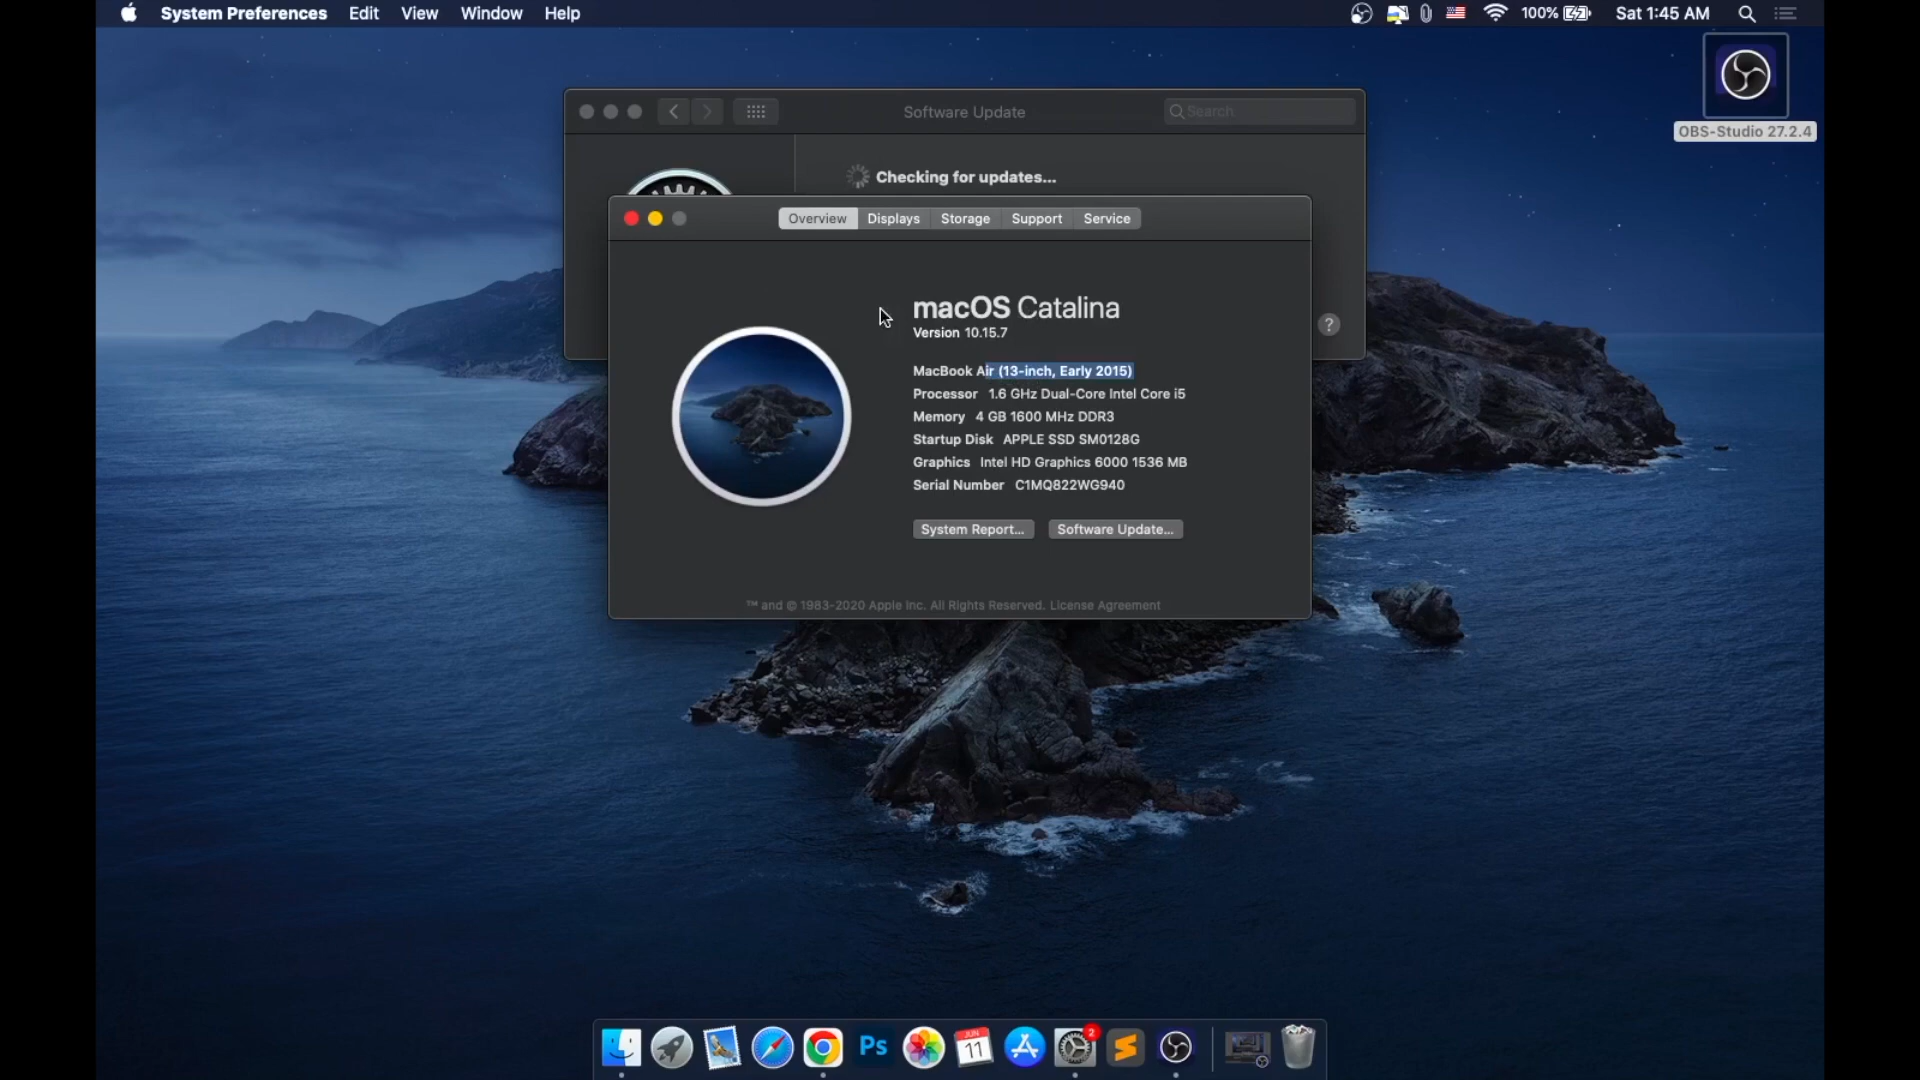 System Preferences Edit View Window Help 100% Sat 1:45 AM
OBS-Studio 27.2.4
Software Update Search
Checking for updates...
Overview Displays Storage Support Service
macOS Catalina
Version 10.15.7
MacBook Air (13-inch, Early 2015)
Processor 1.6 GHz Dual-Core Intel Core i5
Memory 4 GB 1600 MHz DDR3
Startup Disk APPLE SSD SM0128G
Graphics Intel HD Graphics 6000 1536 MB
Serial Number C1MQ822WG940
System Report... Software Update...
™ and © 1983-2020 Apple Inc. All Rights Reserved. License Agreement
?
Ps JUN 11 2